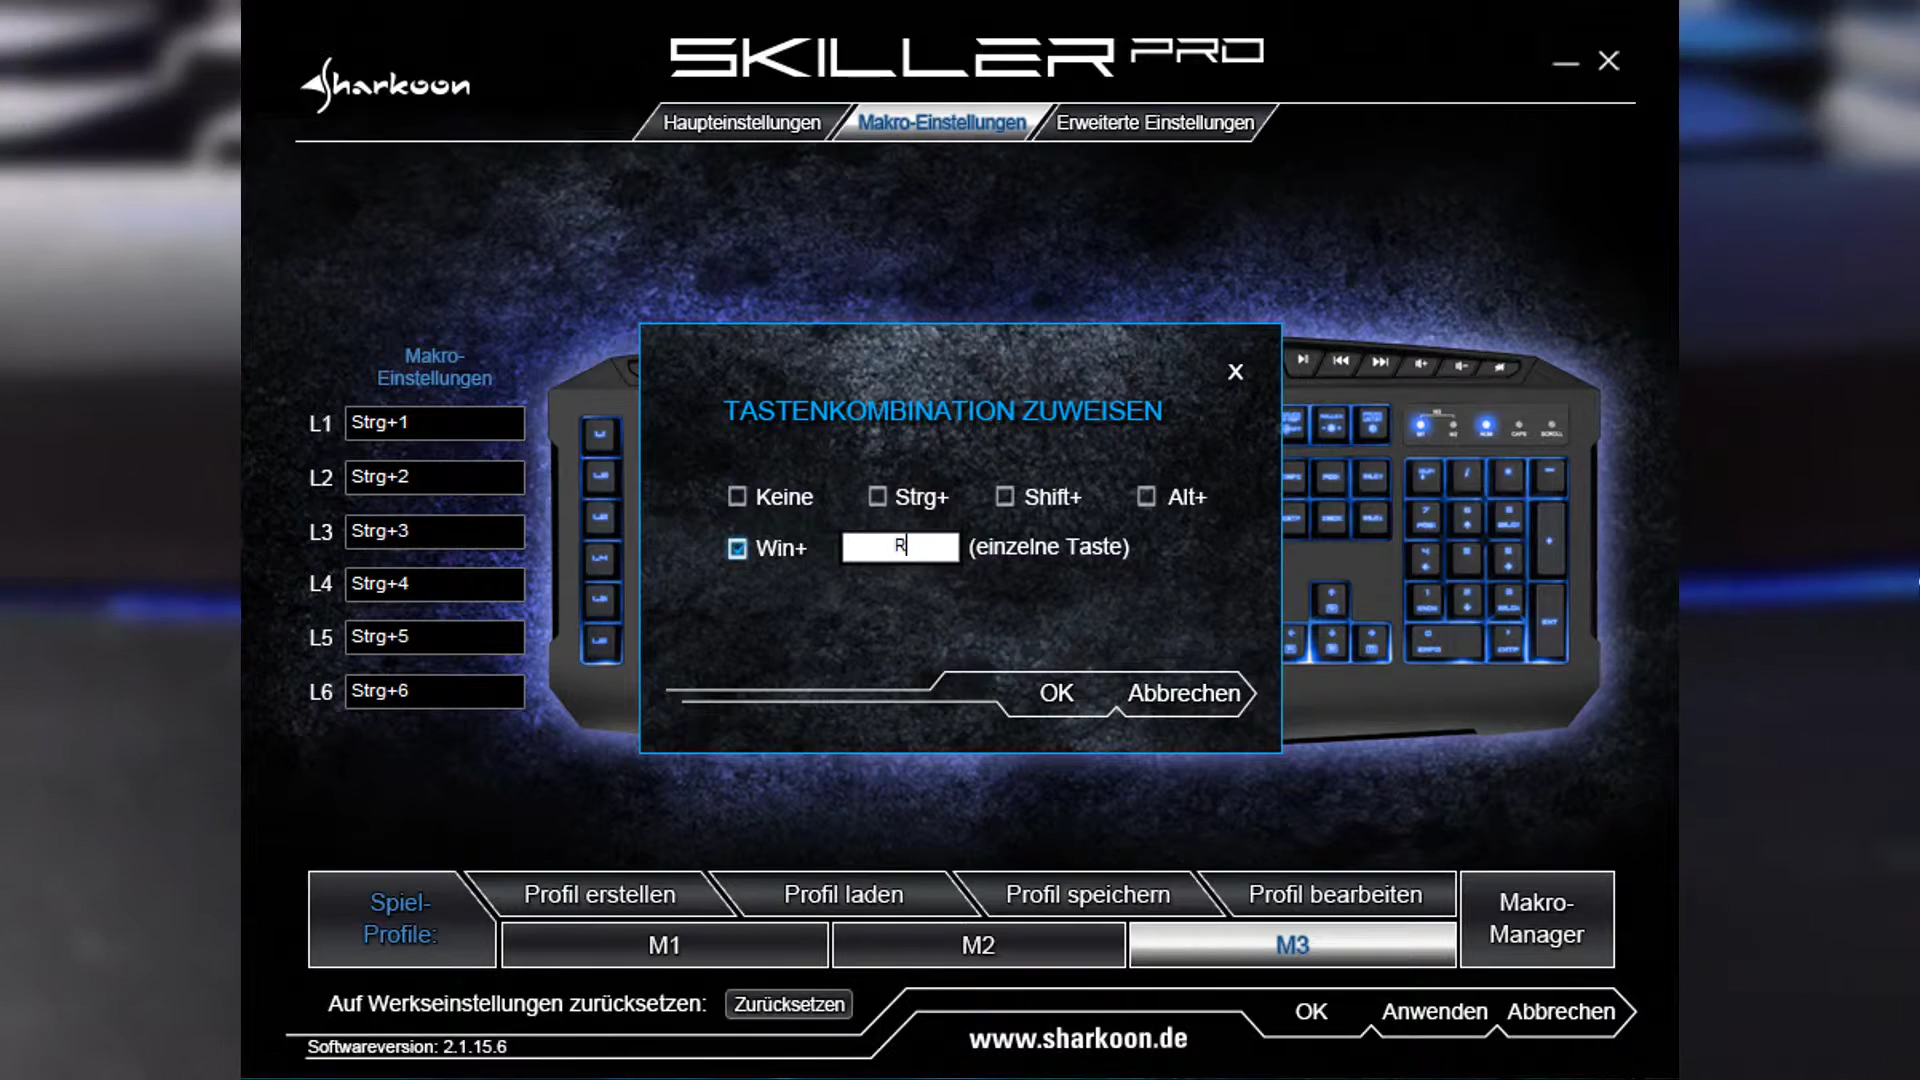 Sharkoon
SKILLER PRO
Haupteinstellungen
Makro-Einstellungen
Erweiterte Einstellungen
Makro-
Einstellungen
L1 Strg+1
L2 Strg+2
L3 Strg+3
L4 Strg+4
L5 Strg+5
L6 Strg+6
X
TASTENKOMBINATION ZUWEISEN
Keine Strg+ Shift+ Alt+
Win+ R (einzelne Taste)
OK Abbrechen
Spiel-
Profile:
Profil erstellen
Profil laden
Profil speichern
Profil bearbeiten
M1
M2
M3
Makro-
Manager
Auf Werkseinstellungen zurücksetzen: Zurücksetzen
OK Anwenden Abbrechen
www.sharkoon.de
Softwareversion: 2.1.15.6